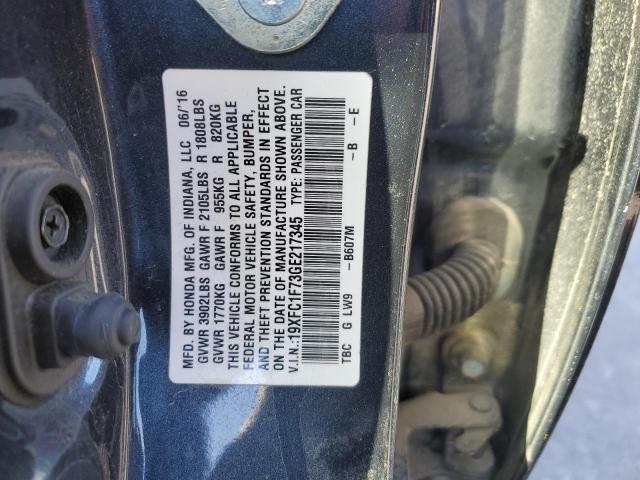 MFD. BY HONDA MFG. OF INDIANA, LLC 06/'16
GVWR 3902LBS GAWR F 2105LBS R 1808LBS
GVWR 1770KG GAWR F 955KG R 820KG
THIS VEHICLE CONFORMS TO ALL APPLICABLE
FEDERAL MOTOR VEHICLE SAFETY, BUMPER,
AND THEFT PREVENTION STANDARDS IN EFFECT
ON THE DATE OF MANUFACTURE SHOWN ABOVE.
V.I.N.:19XFC1F73GE217345 TYPE: PASSENGER CAR
TBC G LW9 -B607M -B -E